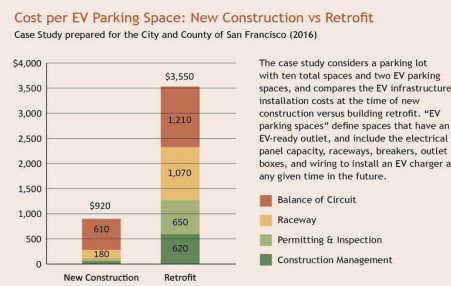 Cost per EV Parking Space: New Construction vs Retrofit
Case Study prepared for the City and County of San Francisco (2016)
$4,000
3,500
3,000
2,500
2,000
1,500
1,000
500
0
$920
610
180
$3,550
1,210
1,070
650
620
New Construction
Retrofit
The case study considers a parking lot
with ten total spaces and two EV parking
spaces, and compares the EV infrastructure
installation costs at the time of new
construction versus building retrofit. “EV
parking spaces” define spaces that have an
EV-ready outlet, and include the electrical
panel capacity, raceways, breakers, outlet
boxes, and wiring to install an EV charger a
any given time in the future.
Balance of Circuit
Raceway
Permitting & Inspection
Construction Management